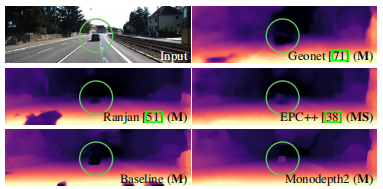 Input
Geonet [71] (M)
Ranjan [51] (M)
EPC++ [38] (MS)
Baseline (M)
Monodepth2 (M)